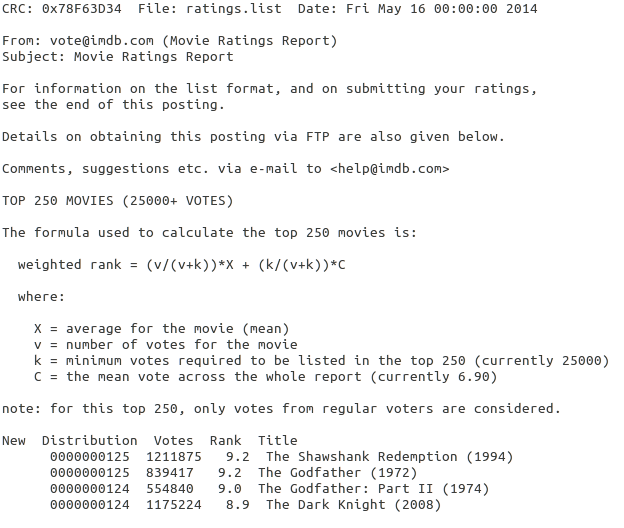 CRC: 0x78F63D34  File: ratings.list  Date: Fri May 16 00:00:00 2014
From: vote@imdb.com (Movie Ratings Report)
Subject: Movie Ratings Report
For information on the list format, and on submitting your ratings,
see the end of this posting.
Details on obtaining this posting via FTP are also given below.
Comments, suggestions etc. via e-mail to <help@imdb.com>
TOP 250 MOVIES (25000+ VOTES)
The formula used to calculate the top 250 movies is:
weighted rank = (v/(v+k))*X + (k/(v+k))*C
where:
X = average for the movie (mean)
v = number of votes for the movie
k = minimum votes required to be listed in the top 250 (currently 25000)
C = the mean vote across the whole report (currently 6.90)
note: for this top 250, only votes from regular voters are considered.
New  Distribution  Votes  Rank  Title
0000000125  1211875   9.2  The Shawshank Redemption (1994)
0000000125  839417   9.2  The Godfather (1972)
0000000124  554840   9.0  The Godfather: Part II (1974)
0000000124  1175224   8.9  The Dark Knight (2008)